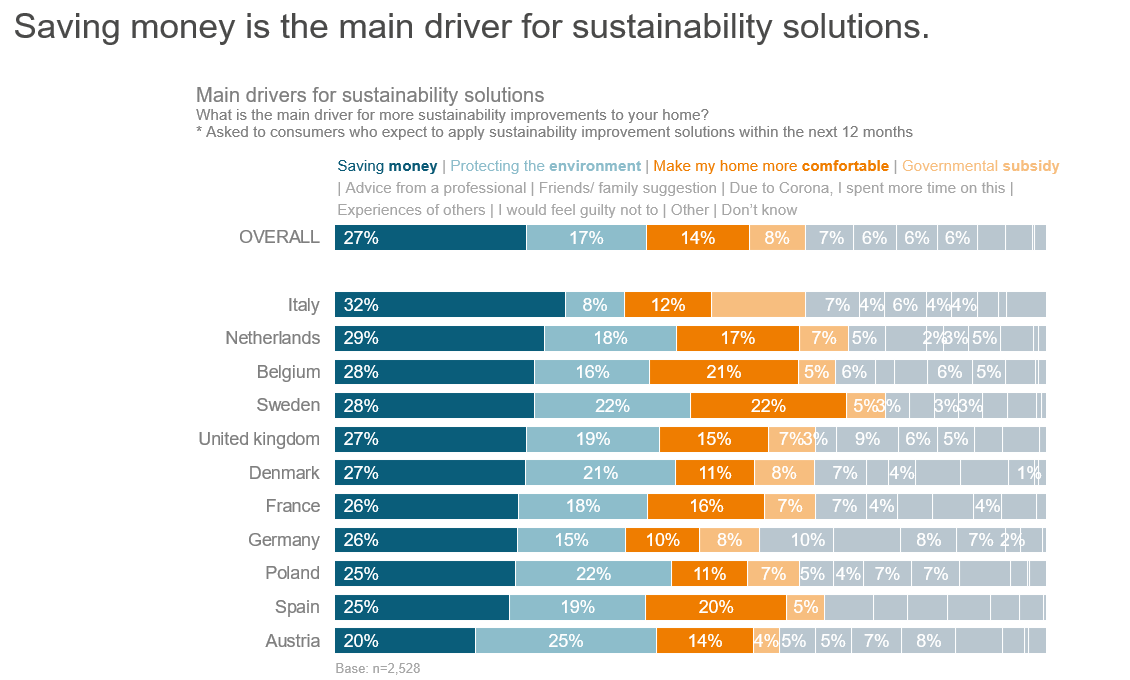 Saving money is the main driver for sustainability solutions.
Main drivers for sustainability solutions
What is the main driver for more sustainability improvements to your home?
* Asked to consumers who expect to apply sustainability improvement solutions within the next 12 months
Saving money | Protecting the environment | Make my home more comfortable | Governmental subsidy
| Advice from a professional | Friends/ family suggestion | Due to Corona, I spent more time on this |
Experiences of others | I would feel guilty not to | Other | Don't know
OVERALL 27% 17% 14% 8% 7% 6% 6% 6%
Italy 32% 8% 12% 7% 4% 6% 4% 4%
Netherlands 29% 18% 17% 7% 5% 2% 3% 5%
Belgium 28% 16% 21% 5% 6% 6% 5%
Sweden 28% 22% 22% 5% 3% 3% 3%
United kingdom 27% 19% 15% 7% 3% 9% 6% 5%
Denmark 27% 21% 11% 8% 7% 4% 1%
France 26% 18% 16% 7% 7% 4% 4%
Germany 26% 15% 10% 8% 10% 8% 7% 2%
Poland 25% 22% 11% 7% 5% 4% 7% 7%
Spain 25% 19% 20% 5%
Austria 20% 25% 14% 4% 5% 5% 7% 8%
Base: n=2,528